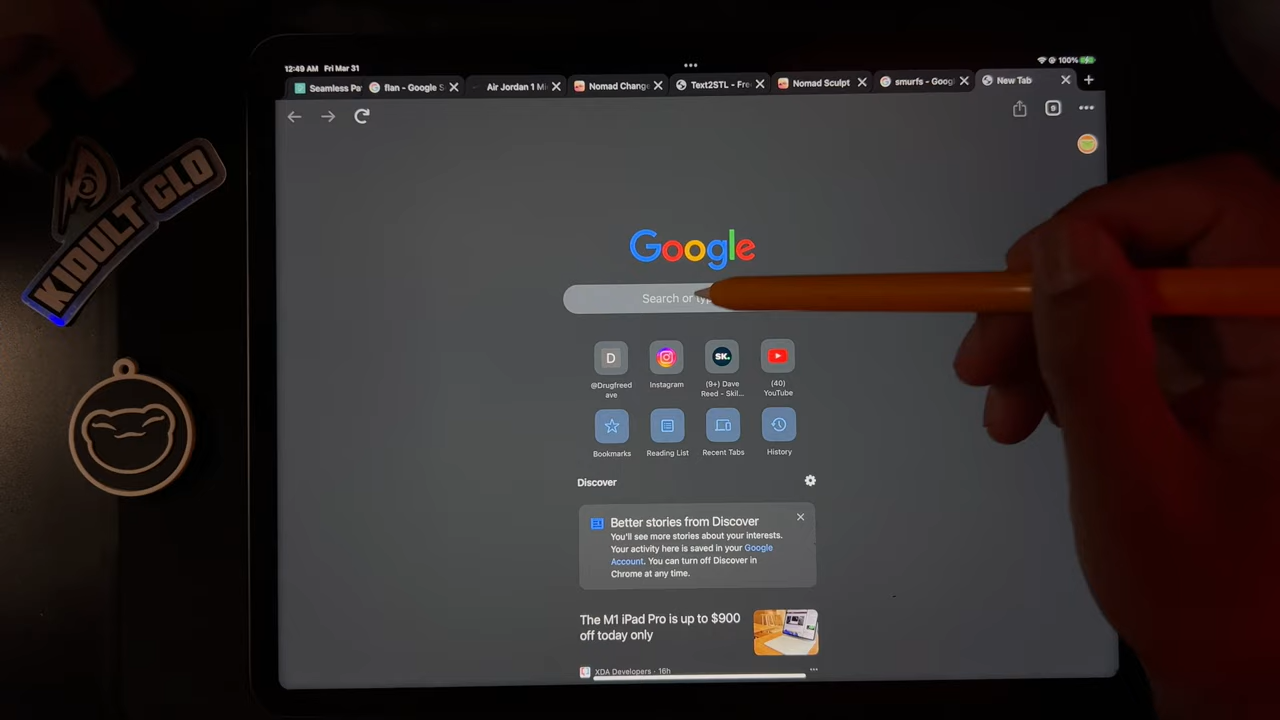 12:49 AM Fri Mar 31
100%
Seamless Pa
flan - Google S
Air Jordan 1 Mi
Nomad Change
Text2STL - Fre
Nomad Sculpt
smurfs - Goog
New Tab
9
Google
Search or typ
D
SK.
@Drugfreed
ave
Instagram
(9+) Dave
Reed - Skil...
(40)
YouTube
Bookmarks
Reading List
Recent Tabs
History
Discover
Better stories from Discover
You'll see more stories about your interests.
Your activity here is saved in your Google
Account. You can turn off Discover in
Chrome at any time.
The M1 iPad Pro is up to $900
off today only
XDA Developers · 16h
KIDULT CLO